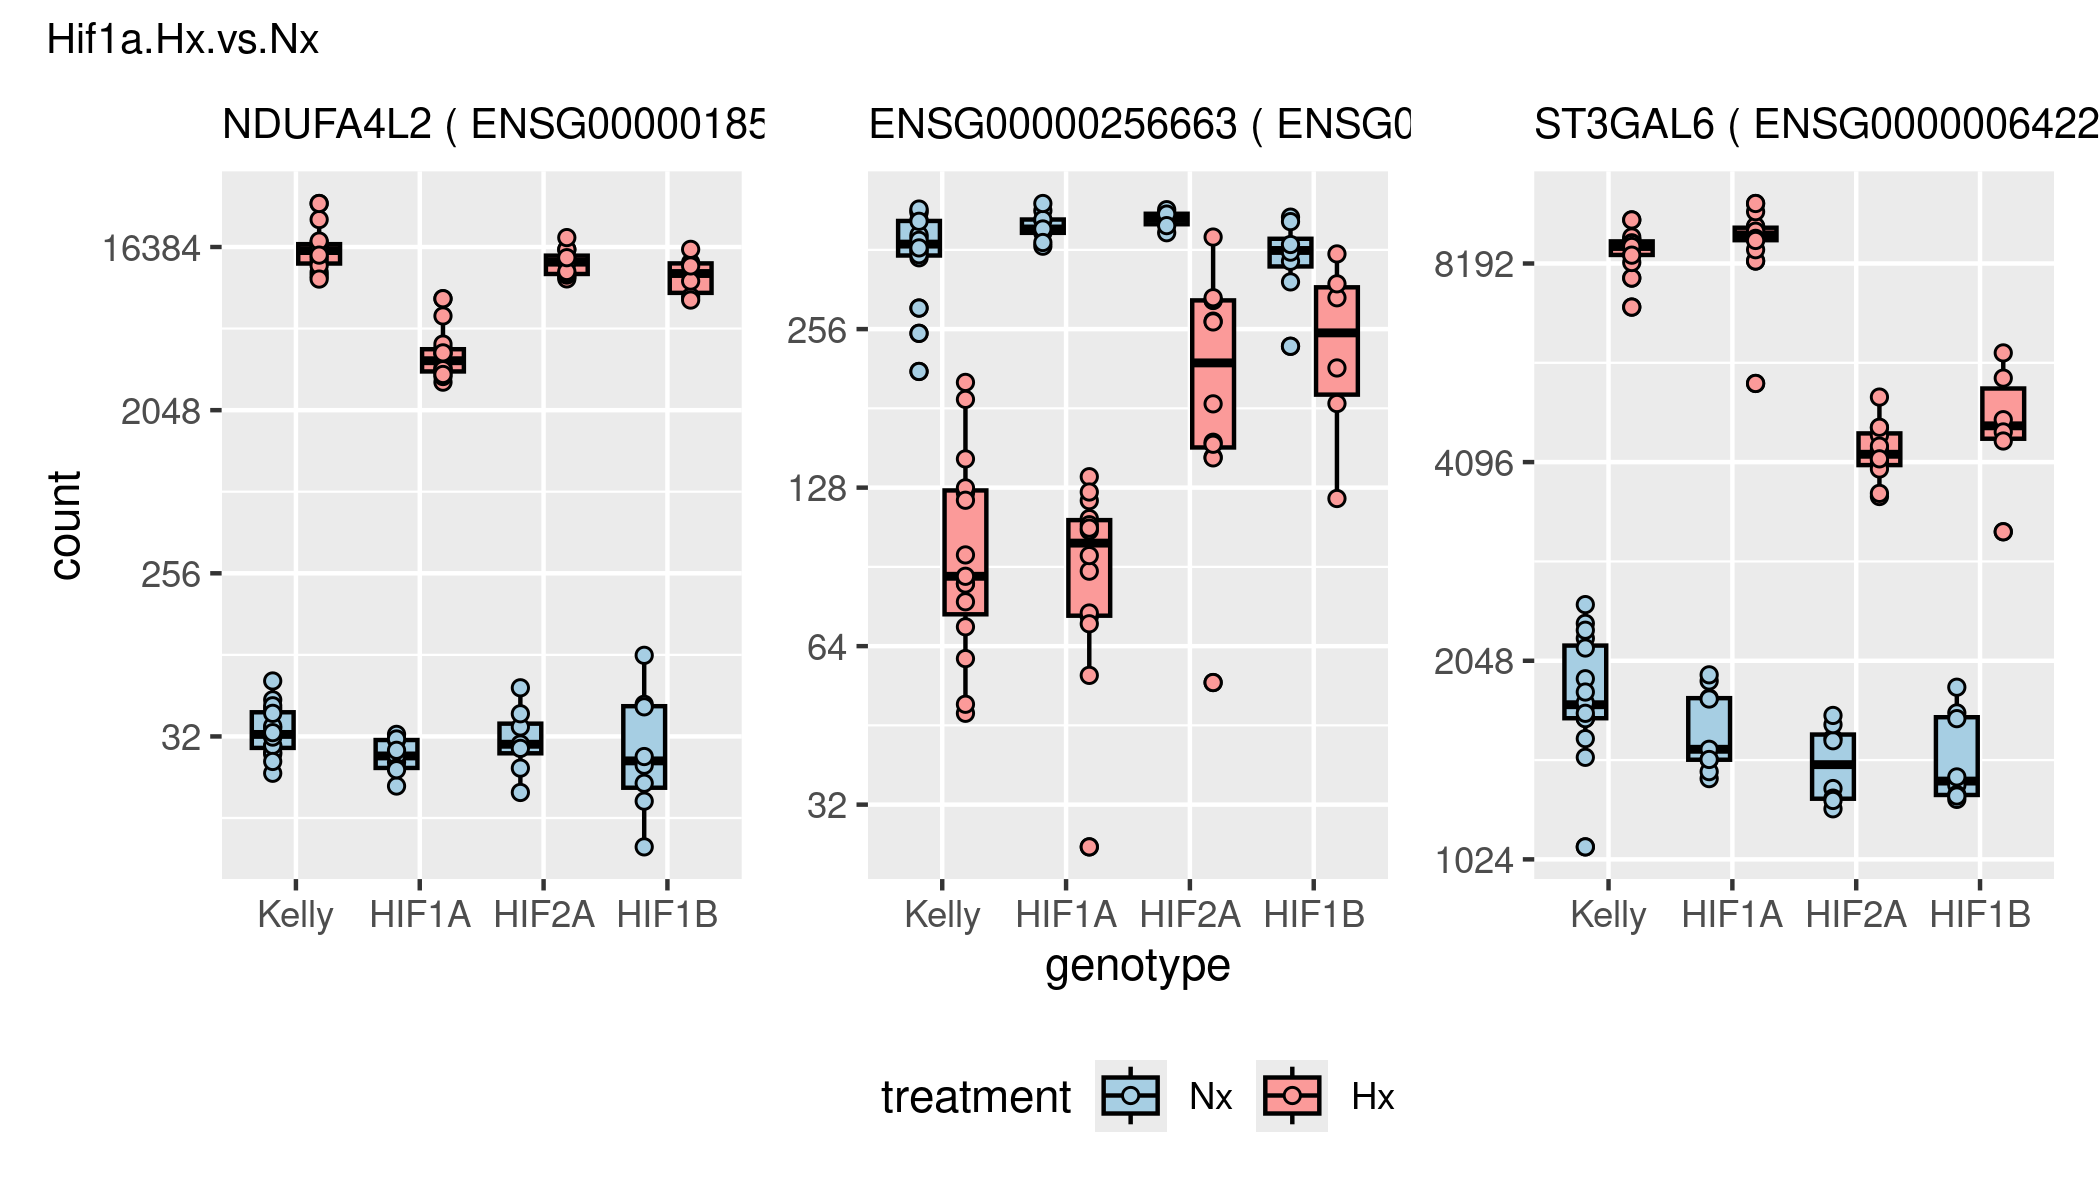 Hif1a.Hx.vs.Nx
NDUFA4L2 ( ENSG00000185
ENSG00000256663 ( ENSG0
ST3GAL6 ( ENSG0000006422
count
16384
2048
256
32
Kelly HIF1A HIF2A HIF1B
256
128
64
32
Kelly HIF1A HIF2A HIF1B
8192
4096
2048
1024
Kelly HIF1A HIF2A HIF1B
genotype
treatment Nx Hx